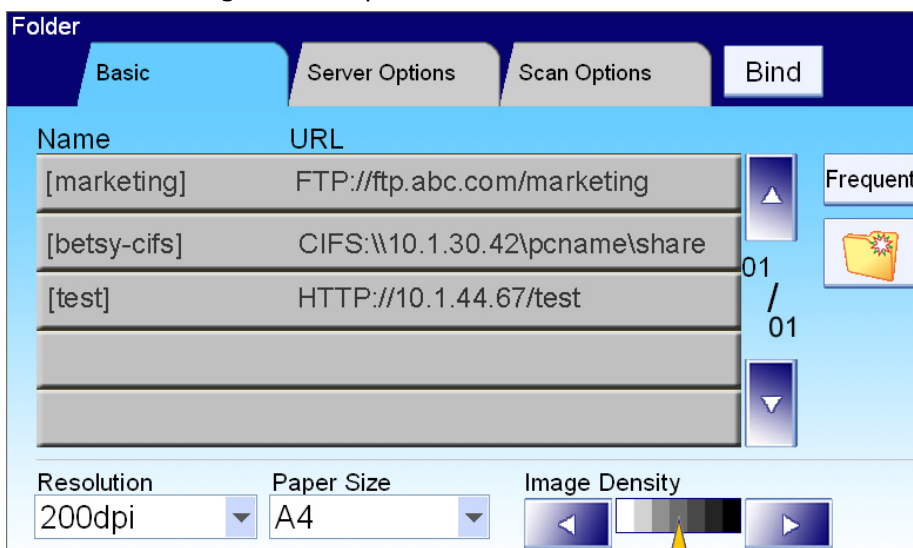 Folder
Basic Server Options Scan Options Bind
Name URL
[marketing] FTP://ftp.abc.com/marketing
Frequent
[betsy-cifs] CIFS:\\10.1.30.42\pcname\share
01
/
01
[test] HTTP://10.1.44.67/test
Resolution Paper Size Image Density
200dpi A4